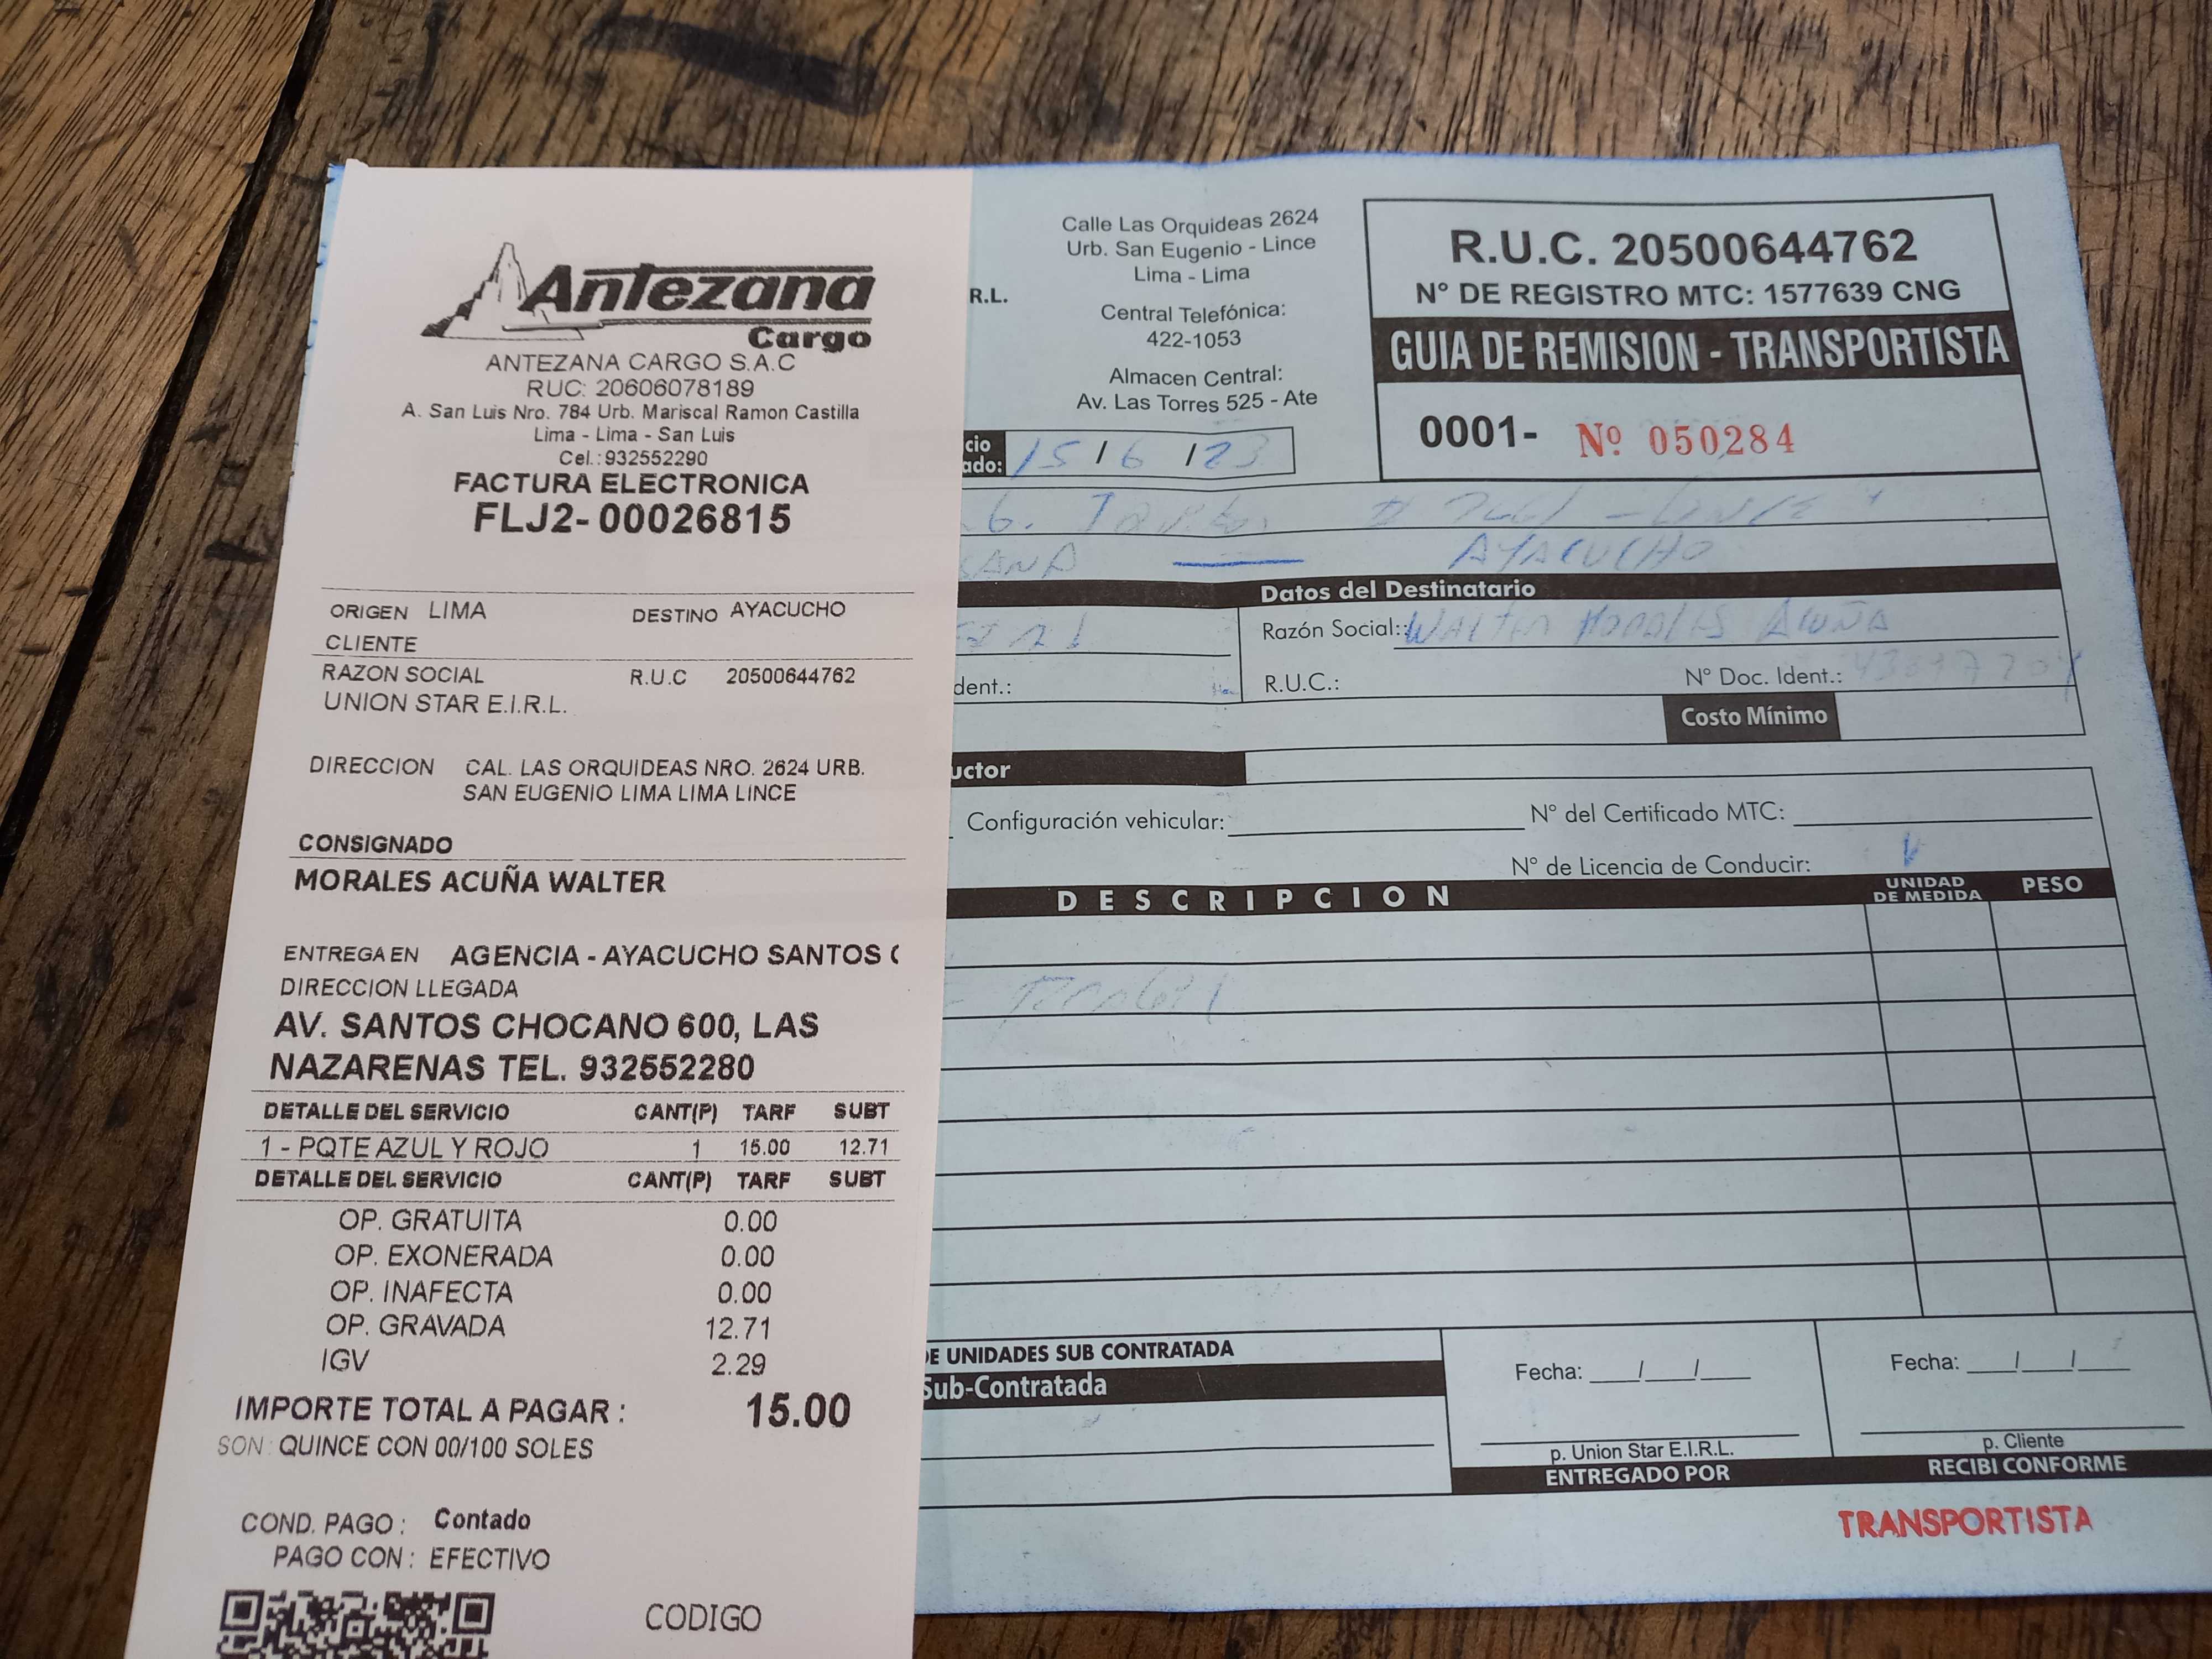 Antezana
Cargo
ANTEZANA CARGO S.A.C
RUC: 20606078189
A. San Luis Nro. 784 Urb. Mariscal Ramon Castilla
Lima - Lima - San Luis
Cel.:932552290
FACTURA ELECTRONICA
FLJ2-00026815
ORIGEN LIMA DESTINO AYACUCHO
CLIENTE
RAZON SOCIAL R.U.C 20500644762
UNION STAR E.I.R.L.
DIRECCION CAL. LAS ORQUIDEAS NRO. 2624 URB.
SAN EUGENIO LIMA LIMA LINCE
CONSIGNADO
MORALES ACUÑA WALTER
ENTREGA EN AGENCIA - AYACUCHO SANTOS
DIRECCION LLEGADA
AV. SANTOS CHOCANO 600, LAS
NAZARENAS TEL. 932552280
DETALLE DEL SERVICIO CANT(P) TARF SUBT
1 - PQTE AZUL Y ROJO 1 15.00 12.71
DETALLE DEL SERVICIO CANT(P) TARF SUBT
OP. GRATUITA 0.00
OP. EXONERADA 0.00
OP. INAFECTA 0.00
OP. GRAVADA 12.71
IGV 2.29
IMPORTE TOTAL A PAGAR : 15.00
SON : QUINCE CON 00/100 SOLES
COND. PAGO : Contado
PAGO CON : EFECTIVO
CODIGO
R.L.
Calle Las Orquideas 2624
Urb. San Eugenio - Lince
Lima - Lima
Central Telefónica:
422-1053
Almacen Central:
Av. Las Torres 525 - Ate
R.U.C. 20500644762
N° DE REGISTRO MTC: 1577639 CNG
GUIA DE REMISION - TRANSPORTISTA
0001- Nº 050284
cio
ado: 15 / 6 / 23
AYACUCHO
Datos del Destinatario
Razón Social: WALTER MORALES ACUÑA
dent.: R.U.C.: N° Doc. Ident.:
Costo Mínimo
uctor
Configuración vehicular: N° del Certificado MTC:
N° de Licencia de Conducir:
DESCRIPCION UNIDAD DE MEDIDA PESO
E UNIDADES SUB CONTRATADA
Sub-Contratada
Fecha: / /
p. Union Star E.I.R.L.
ENTREGADO POR
Fecha: / /
p. Cliente
RECIBI CONFORME
TRANSPORTISTA